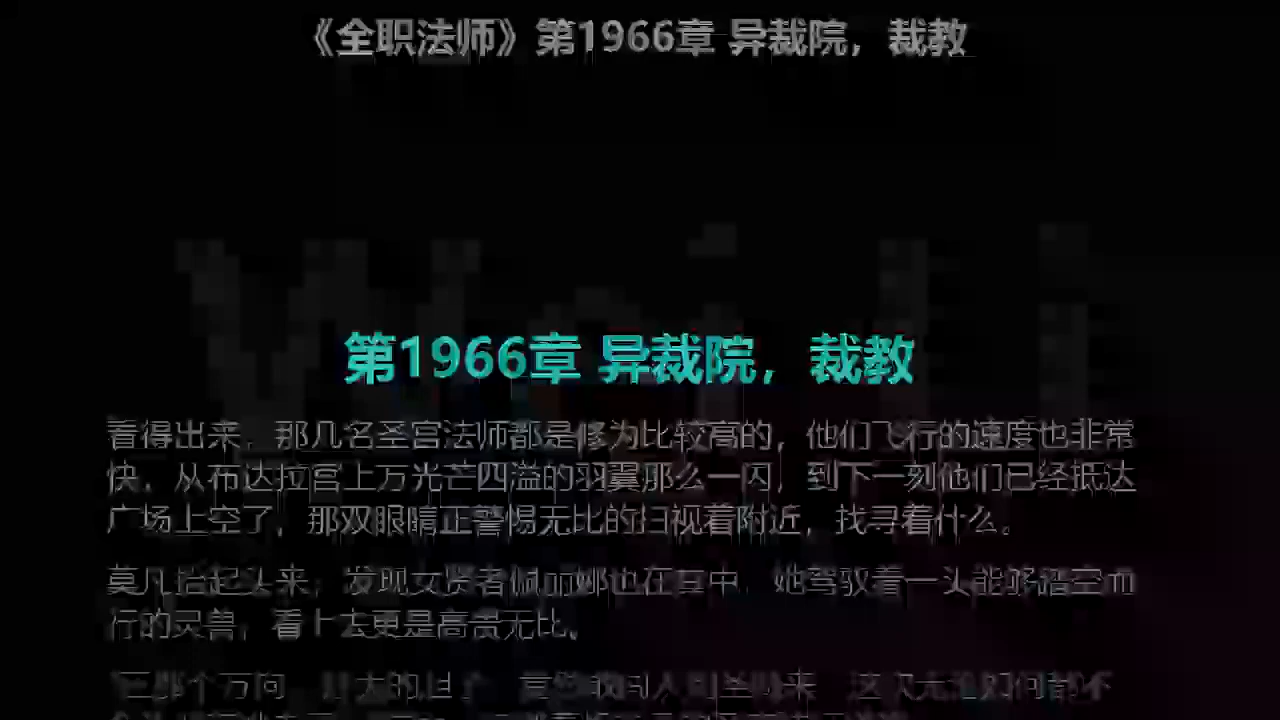 《全职法师》第1966章 异裁院，裁教
第1966章 异裁院，裁教
看得出来，那几名圣宫法师都是修为比较高的，他们飞行的速度也非常
快，从布达拉宫上万光芒四溢的羽翼那么一闪，到下一刻他们已经抵达
广场上空了，那双眼睛正警惕无比的扫视着附近，找寻着什么。
莫凡抬起头来，发现女贤者佩丽娜也在其中，她驾驭着一头能够踏空而
行的灵兽，看上去更是高贵无比。